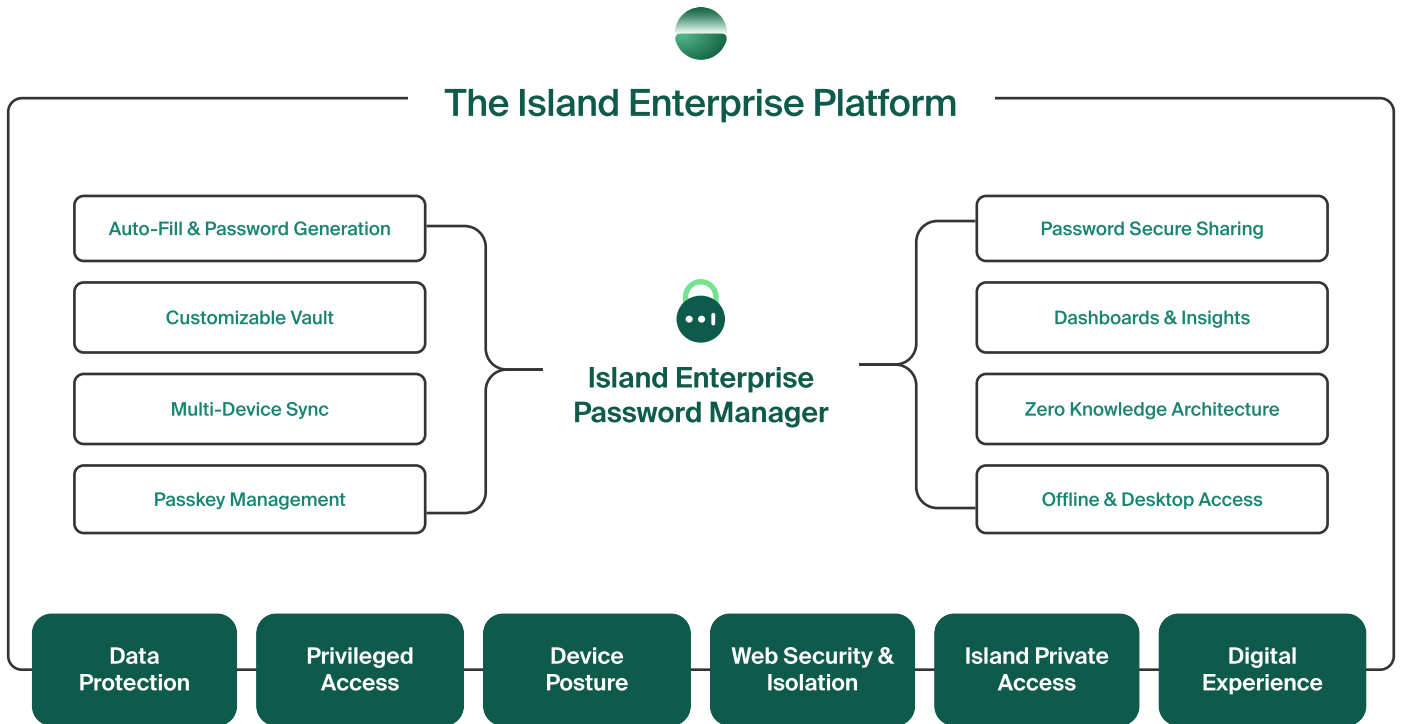 The Island Enterprise Platform
Auto-Fill & Password Generation
Customizable Vault
Multi-Device Sync
Passkey Management
Island Enterprise
Password Manager
Password Secure Sharing
Dashboards & Insights
Zero Knowledge Architecture
Offline & Desktop Access
Data
Protection
Privileged
Access
Device
Posture
Web Security &
Isolation
Island Private
Access
Digital
Experience